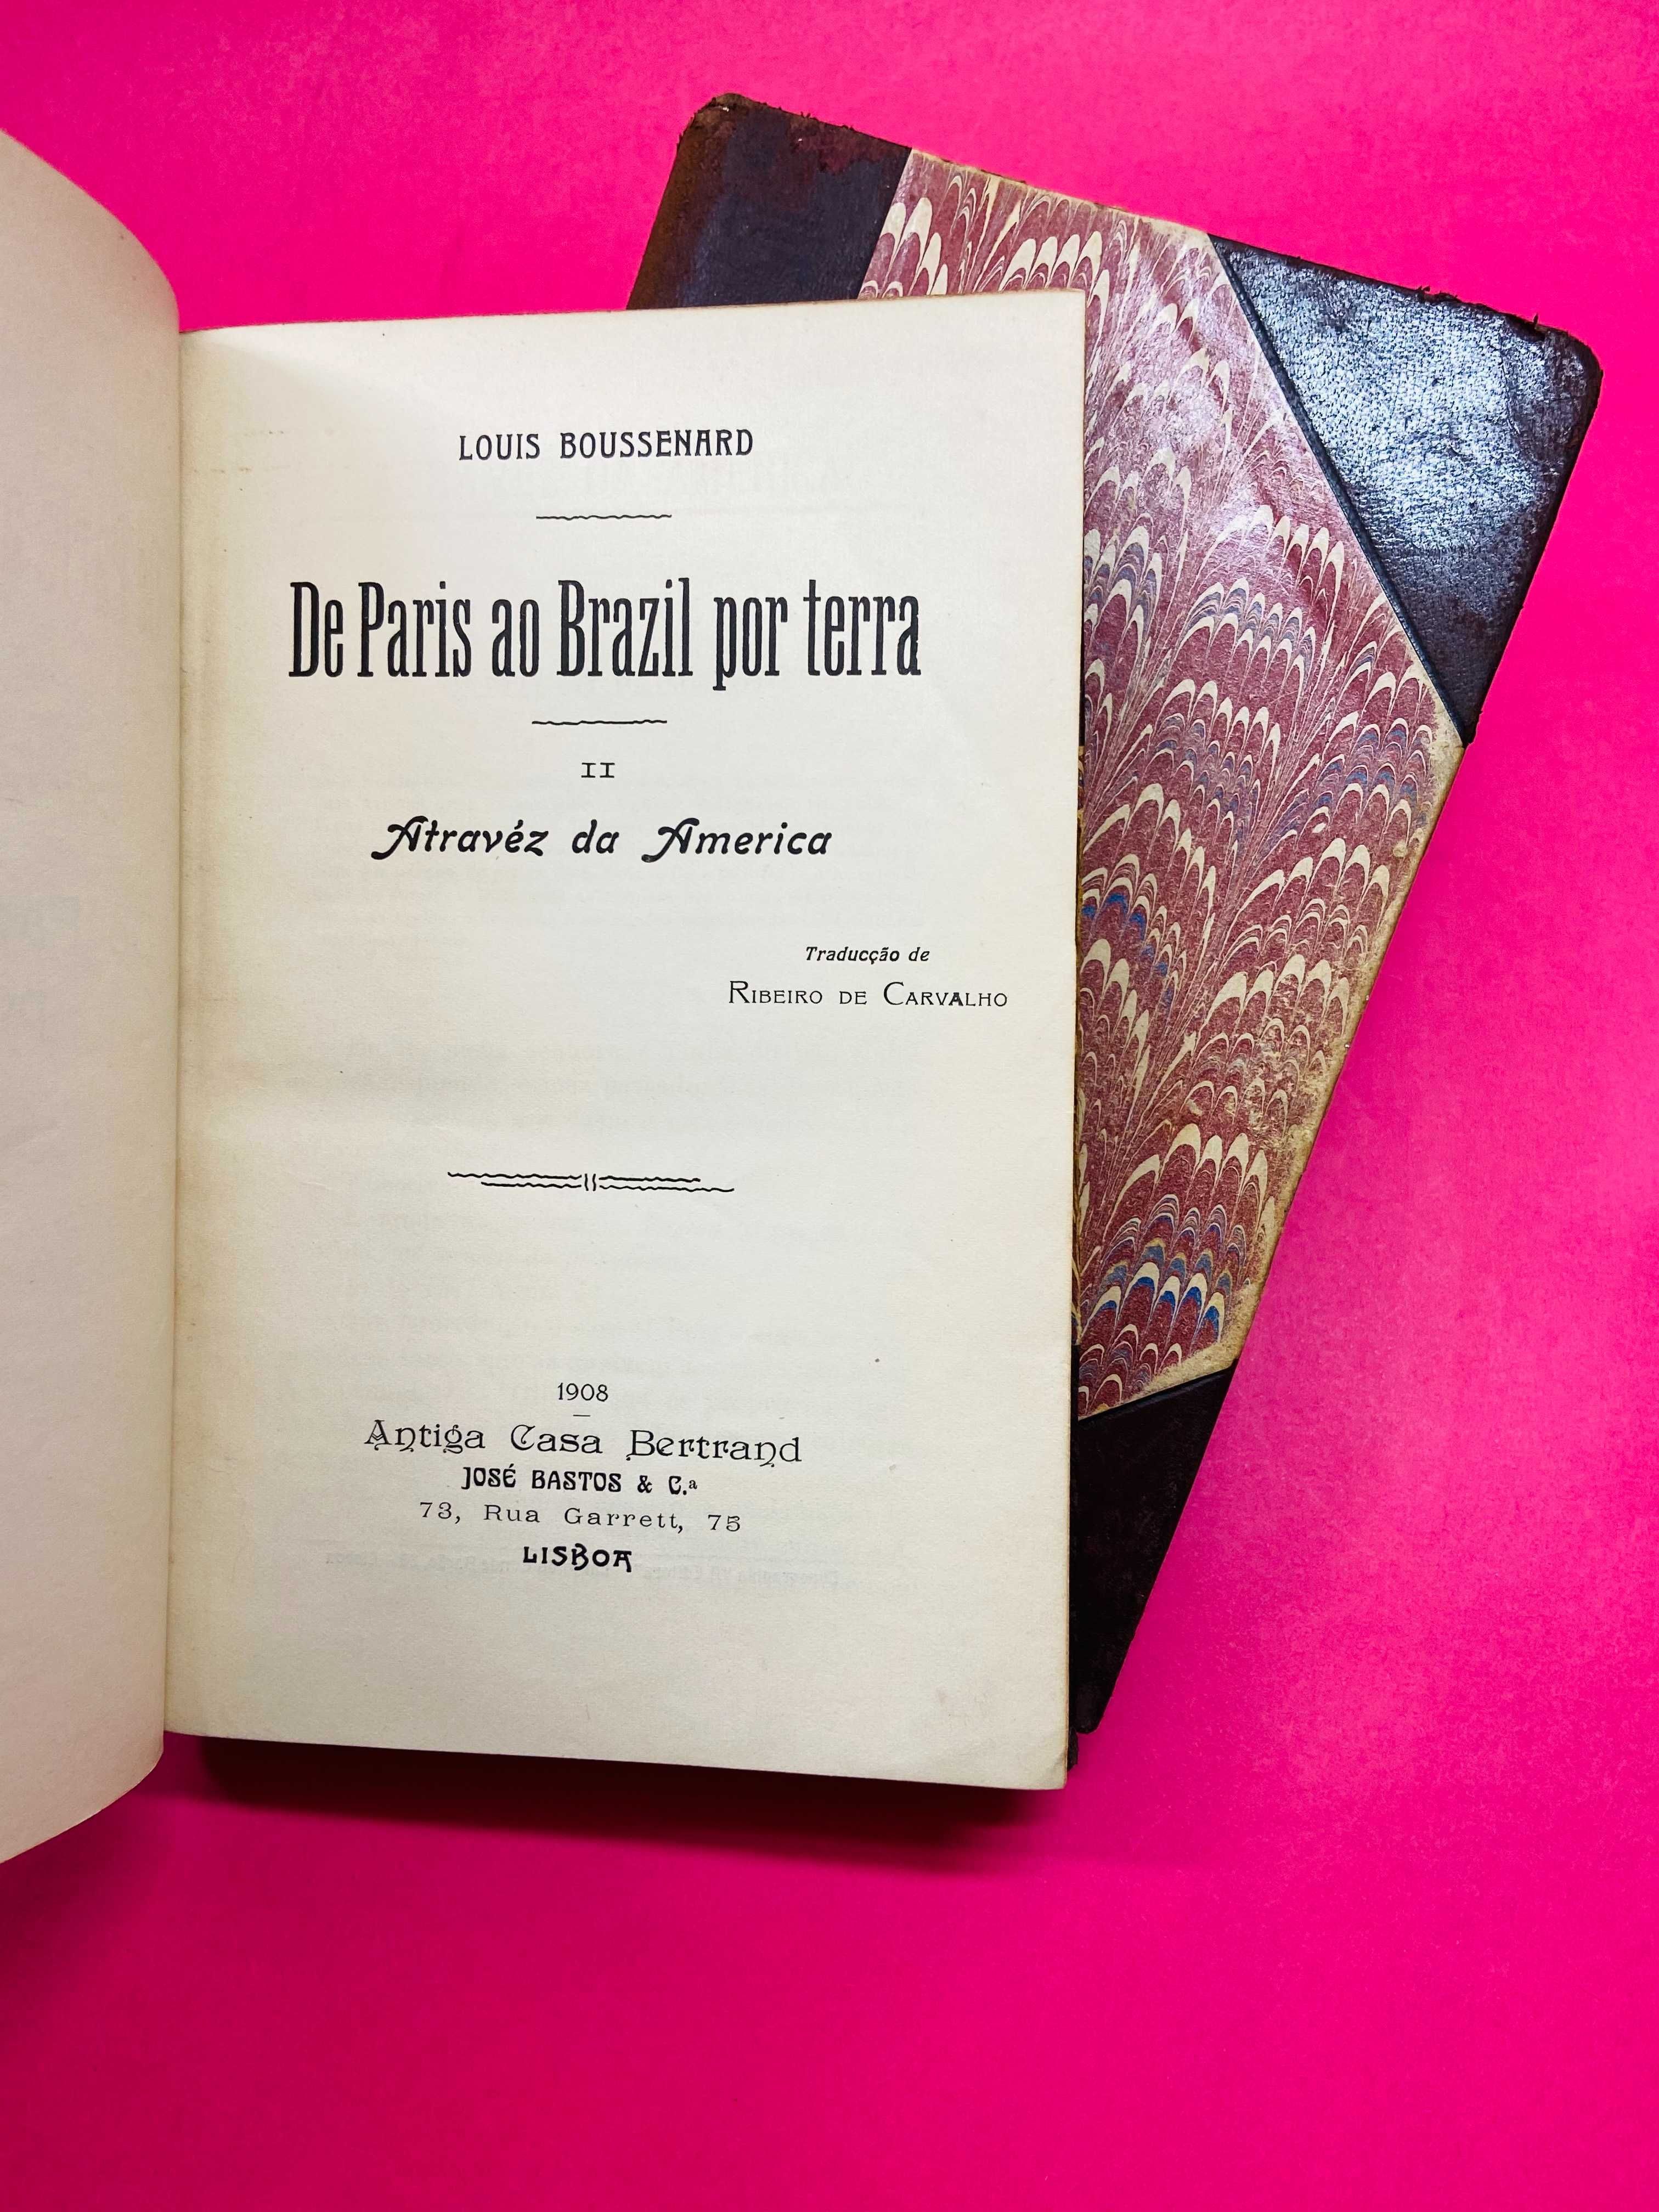 LOUIS BOUSSENARD
De Paris ao Brazil por terra
II
Atravéz da America
Traducção de
RIBEIRO DE CARVALHO
1908
Antiga Casa Bertrand
JOSÉ BASTOS & C.ª
73, Rua Garrett, 75
LISBOA